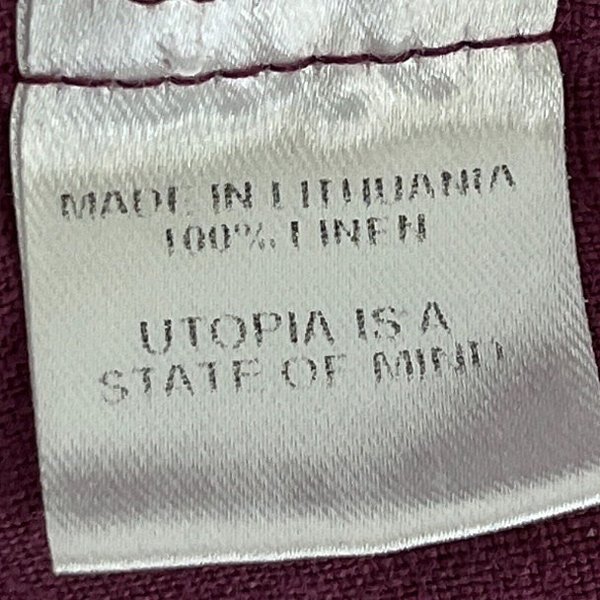 MADE IN LITHUANIA
100% LINEN
UTOPIA IS A
STATE OF MIND